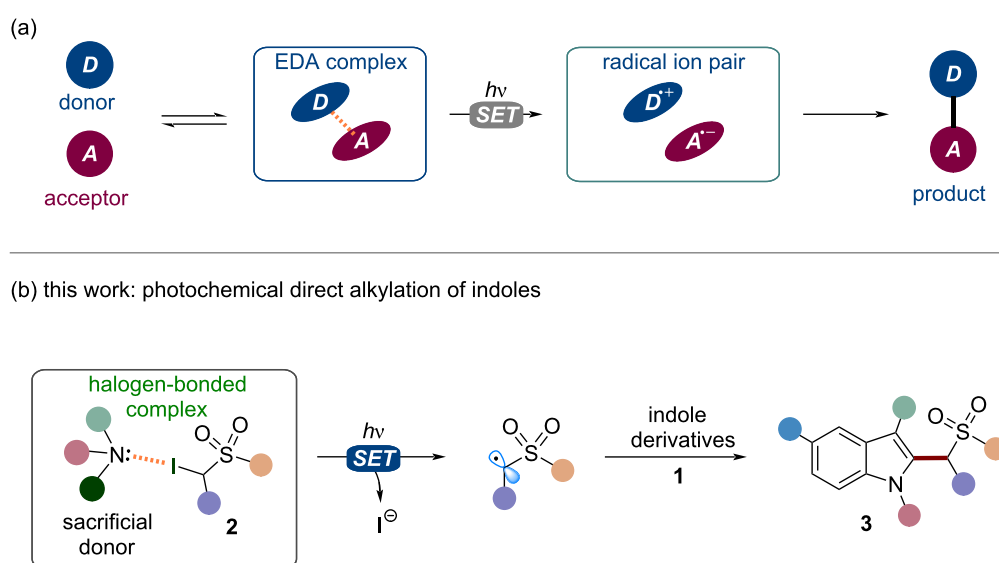 (a)
D
donor
A
acceptor
EDA complex
D
A
hν
SET
radical ion pair
D•+
A•−
D
A
product
(b) this work: photochemical direct alkylation of indoles
halogen-bonded
complex
N:
I
O
O
S
sacrificial
donor
2
hν
SET
I⊖
O
O
S
indole
derivatives
1
O
O
S
N
3